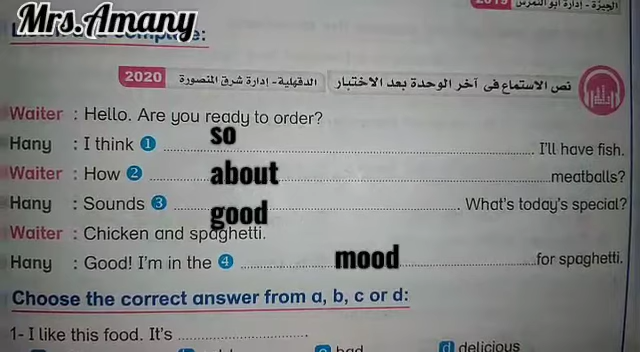 Mrs.Amany
الجيزة - إدارة أبو النمرس 2019
نص الاستماع فى آخر الوحدة بعد الاختبار الدقهلية - إدارة شرق المنصورة 2020
Waiter : Hello. Are you ready to order?
Hany : I think 1 so I'll have fish.
Waiter : How 2 about meatballs?
Hany : Sounds 3 good What's today's special?
Waiter : Chicken and spaghetti.
Hany : Good! I'm in the 4 mood for spaghetti.
Choose the correct answer from a, b, c or d:
1- I like this food. It's
c bad d delicious